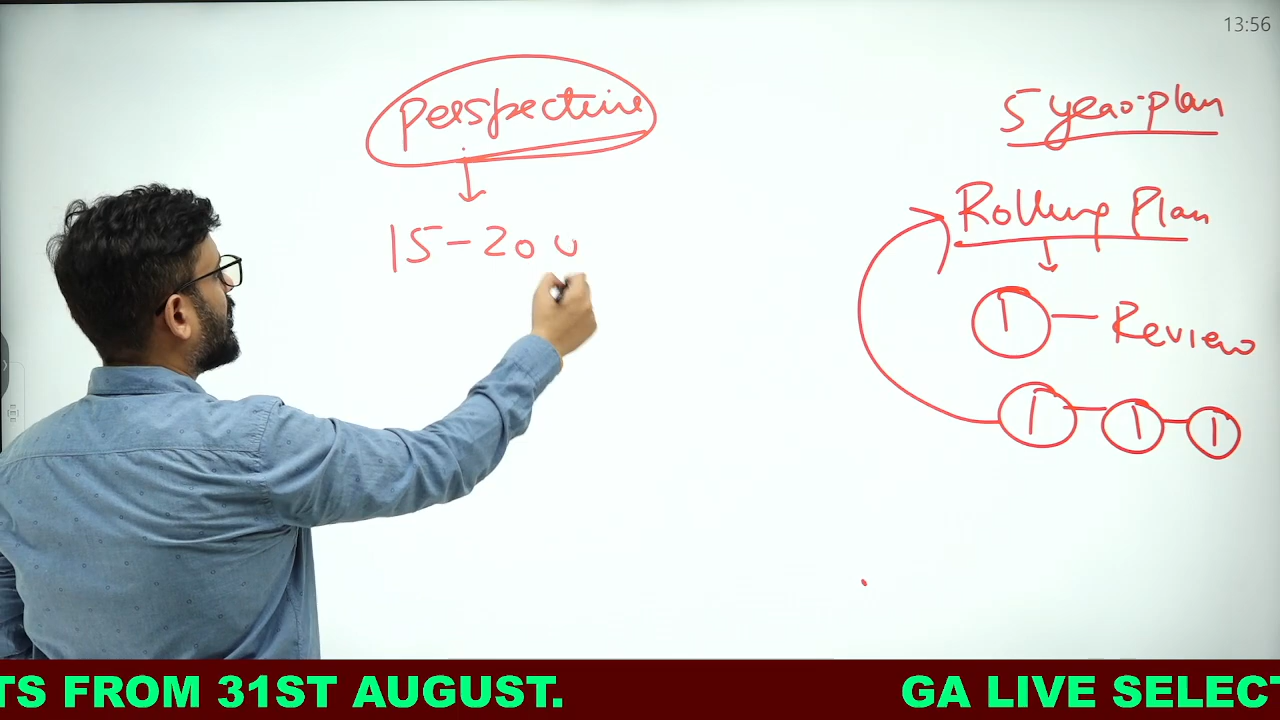 13:56
Perspective
15-20 y
5 year plan
Rolling Plan
1 — Review
1 — 1 — 1
TS FROM 31ST AUGUST. GA LIVE SELECT